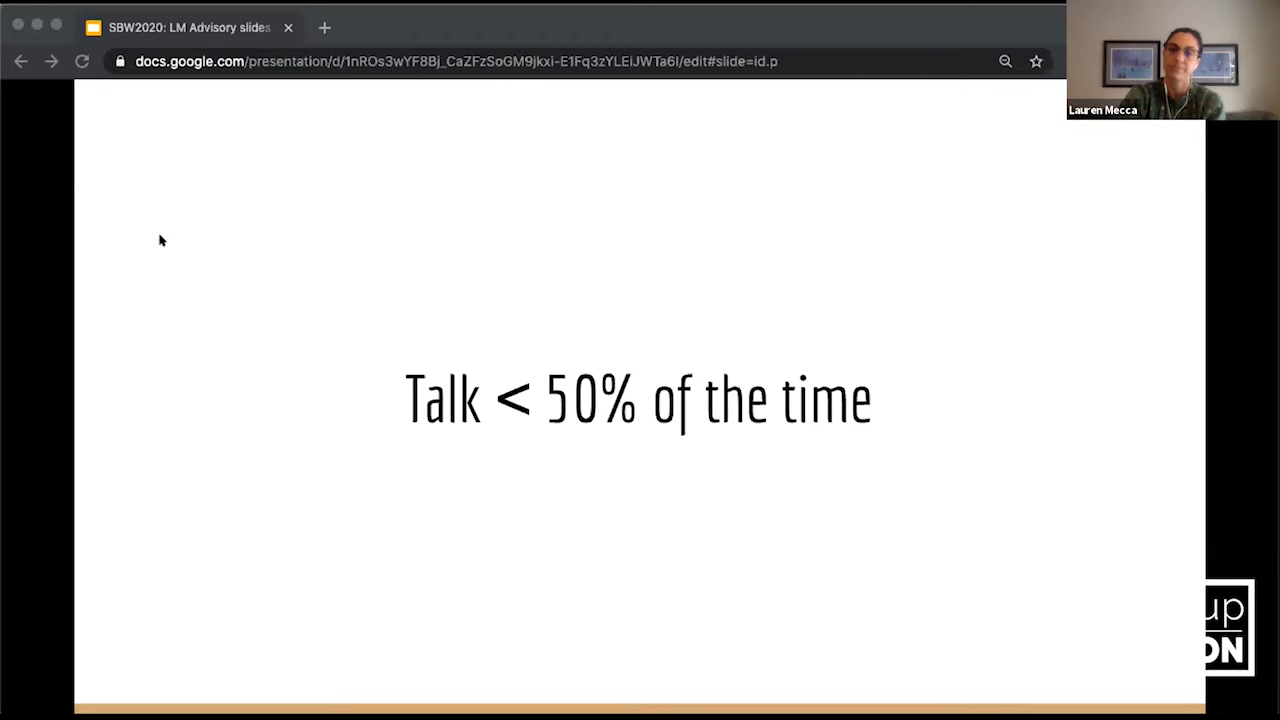 SBW2020: LM Advisory slides
docs.google.com/presentation/d/1nROs3wYF8Bj_CaZFzSoGM9jkxi-E1Fq3zYLEiJWTa6I/edit#slide=id.p
Lauren Mecca
Talk < 50% of the time
up
ON